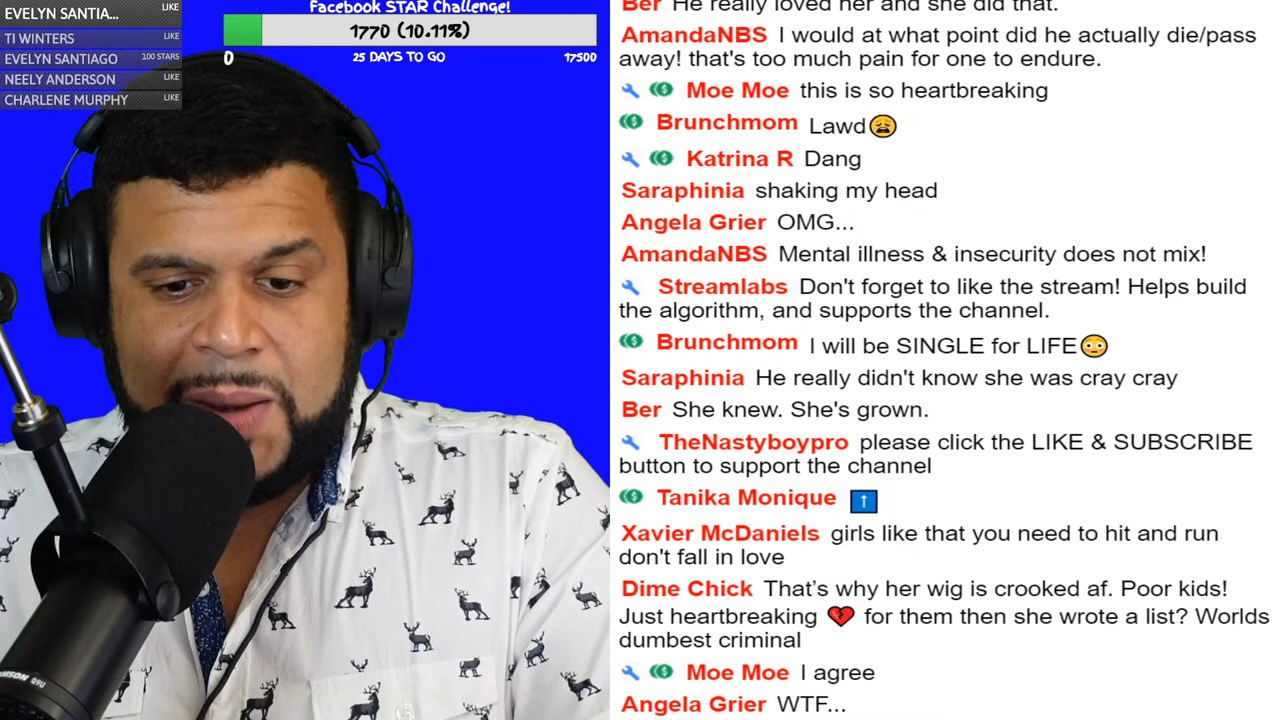 EVELYN SANTIA... LIKE
TI WINTERS LIKE
EVELYN SANTIAGO 100 STARS
NEELY ANDERSON LIKE
CHARLENE MURPHY LIKE
Facebook STAR Challenge!
1770 (10.11%)
0 25 DAYS TO GO 17500
Ber He really loved her and she did that.
AmandaNBS I would at what point did he actually die/pass
away! that's too much pain for one to endure.
Moe Moe this is so heartbreaking
Brunchmom Lawd😩
Katrina R Dang
Saraphinia shaking my head
Angela Grier OMG...
AmandaNBS Mental illness & insecurity does not mix!
Streamlabs Don't forget to like the stream! Helps build
the algorithm, and supports the channel.
Brunchmom I will be SINGLE for LIFE😳
Saraphinia He really didn't know she was cray cray
Ber She knew. She's grown.
TheNastyboypro please click the LIKE & SUBSCRIBE
button to support the channel
Tanika Monique ⬆️
Xavier McDaniels girls like that you need to hit and run
don't fall in love
Dime Chick That’s why her wig is crooked af. Poor kids!
Just heartbreaking 💔 for them then she wrote a list? Worlds
dumbest criminal
Moe Moe I agree
Angela Grier WTF...